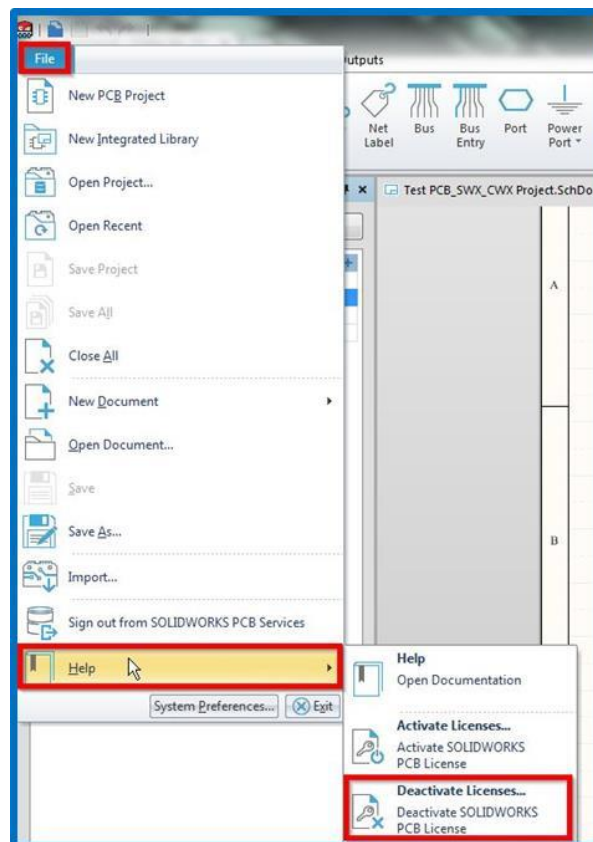 File
utputs
New PCB Project
New Integrated Library
Open Project...
Open Recent
Save Project
Save All
Close All
New Document
Open Document...
Save
Save As...
Import...
Sign out from SOLIDWORKS PCB Services
Help
System Preferences...
Exit
Net
Label
Bus
Bus
Entry
Port
Power
Port
Test PCB_SWX_CWX Project.SchDo
A
B
Help
Open Documentation
Activate Licenses...
Activate SOLIDWORKS
PCB License
Deactivate Licenses...
Deactivate SOLIDWORKS
PCB License